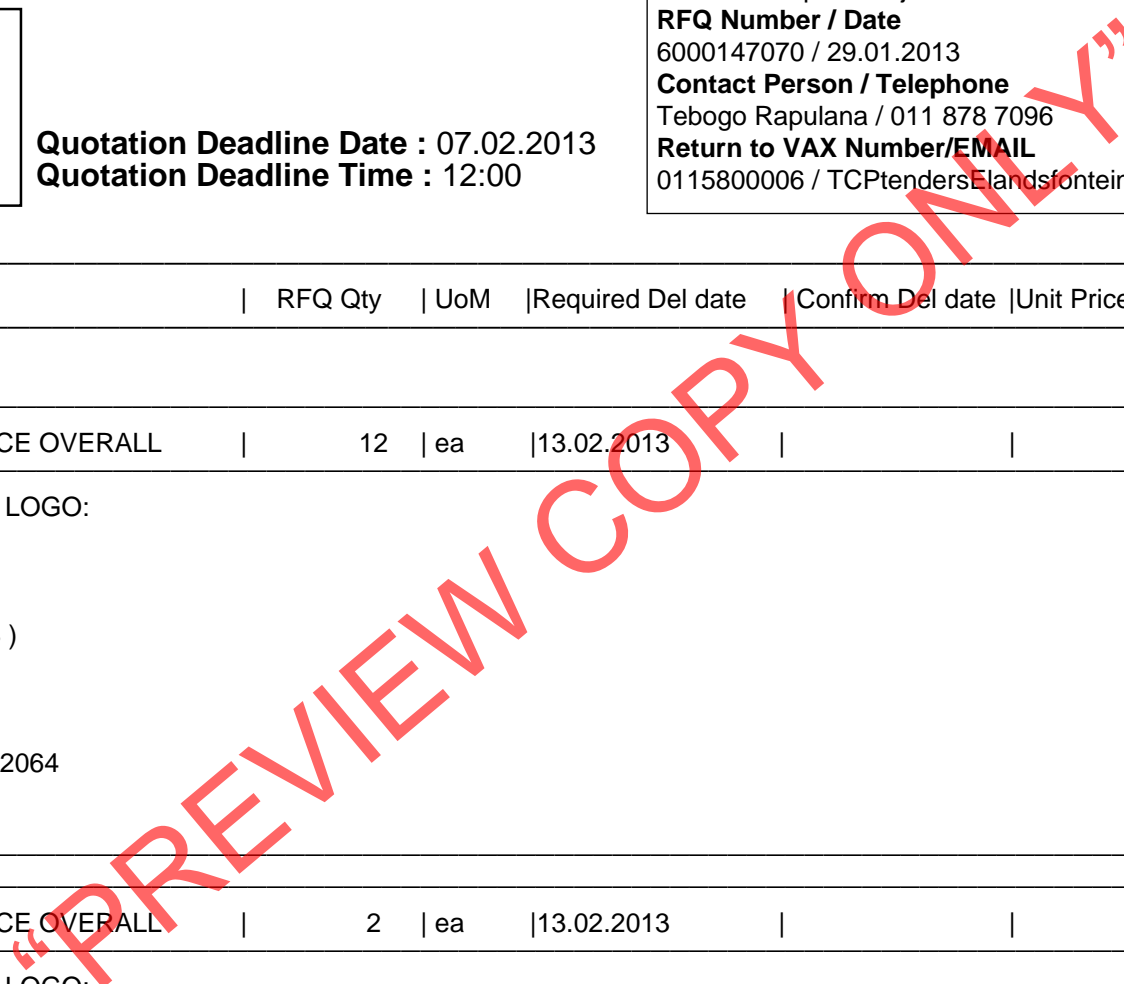 RFQ Number / Date
6000147070 / 29.01.2013
Contact Person / Telephone
Tebogo Rapulana / 011 878 7096
Return to VAX Number/EMAIL
0115800006 / TCPtendersElandsfontein
Quotation Deadline Date : 07.02.2013
Quotation Deadline Time : 12:00
| RFQ Qty | UoM |Required Del date | Confirm Del date |Unit Price
CE OVERALL | 12 | ea |13.02.2013 | |
LOGO:
)
2064
CE OVERALL | 2 | ea |13.02.2013 | |
LOGO:
“PREVIEW COPY ONLY”